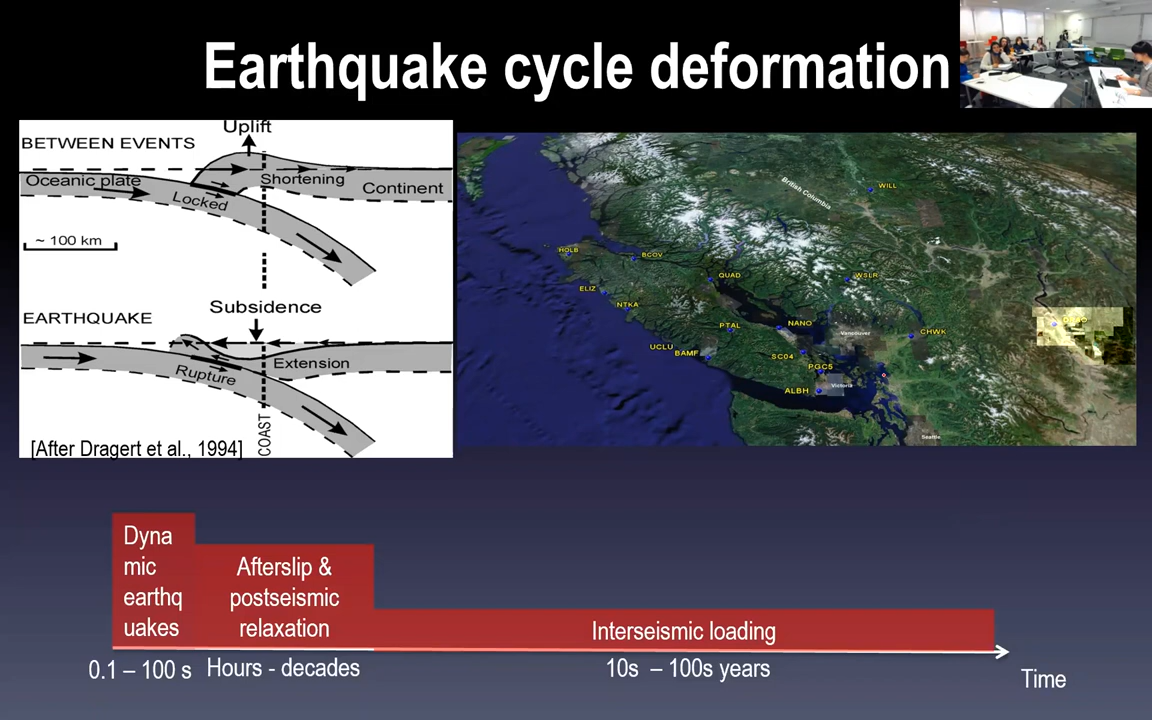 Earthquake cycle deformation
Uplift
BETWEEN EVENTS
Oceanic plate
Shortening
Continent
Locked
~ 100 km
Subsidence
EARTHQUAKE
Extension
Rupture
COAST
[After Dragert et al., 1994]
British Columbia
WILL
HOLB
BCOV
QUAD
WSLR
ELIZ
NTKA
PTAL
NANO
Vancouver
CHWK
UCLU
BAMF
SC04
PGC5
ALBH
Victoria
Seattle
Dyna
mic
earthq
uakes
Afterslip &
postseismic
relaxation
Interseismic loading
0.1 – 100 s
Hours - decades
10s – 100s years
Time